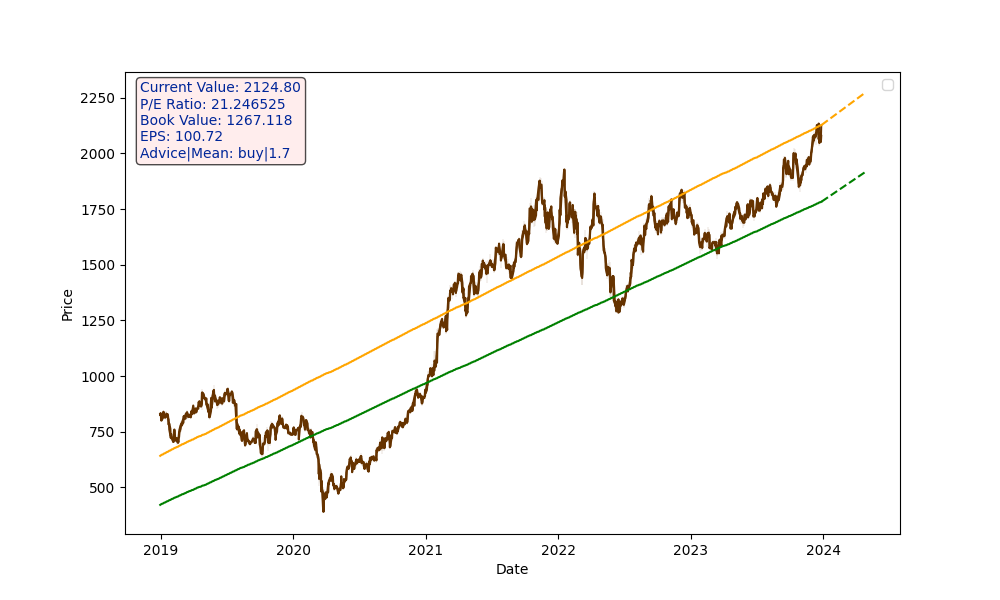 Current Value: 2124.80
P/E Ratio: 21.246525
Book Value: 1267.118
EPS: 100.72
Advice|Mean: buy|1.7
2250
2000
1750
1500
1250
1000
750
500
Price
2019 2020 2021 2022 2023 2024
Date